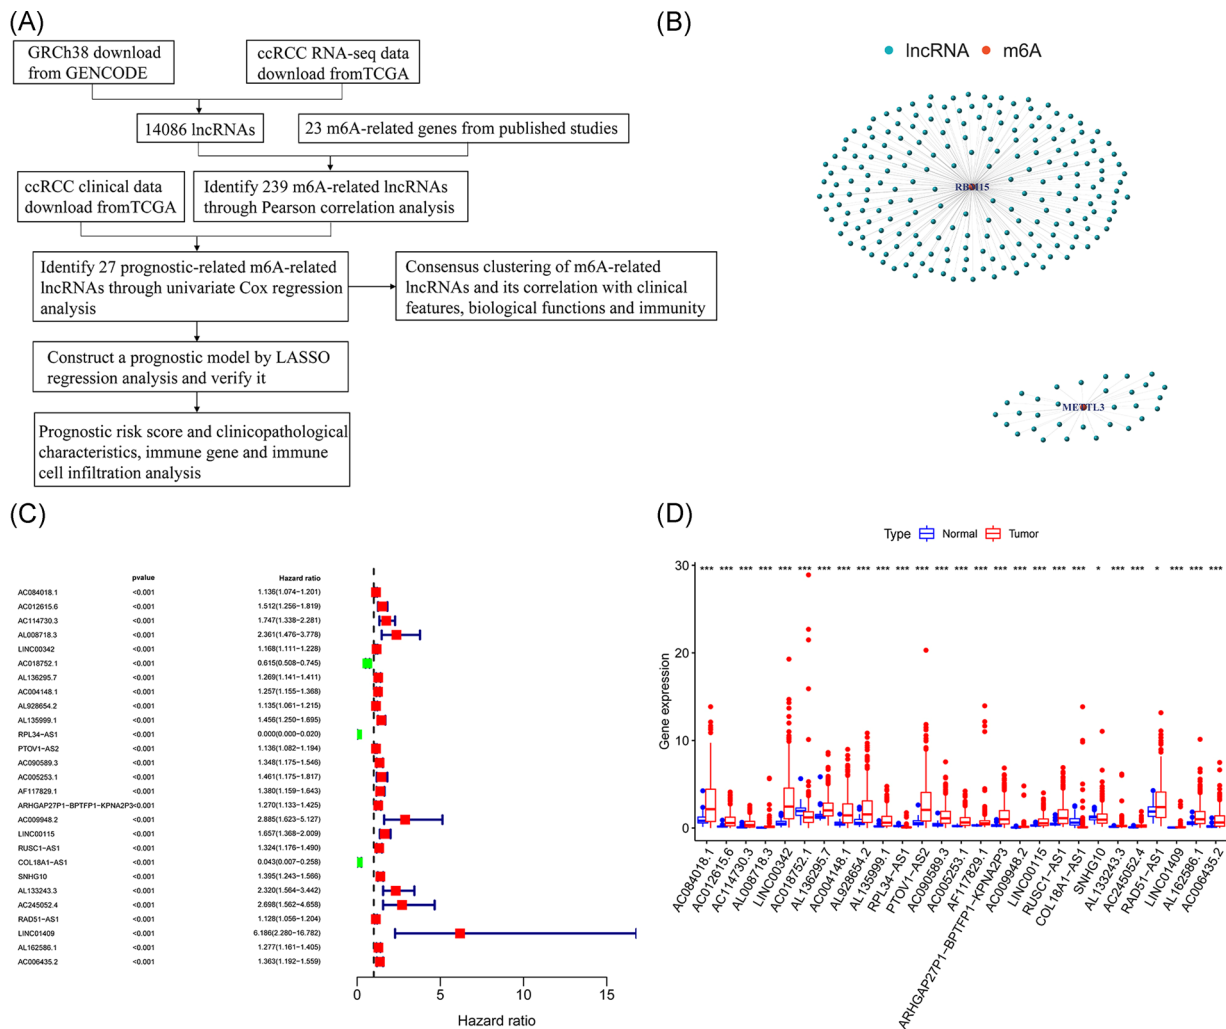 (A)
GRCh38 download
from GENCODE
ccRCC RNA-seq data
download fromTCGA
14086 lncRNAs
23 m6A-related genes from published studies
ccRCC clinical data
download fromTCGA
Identify 239 m6A-related lncRNAs
through Pearson correlation analysis
Identify 27 prognostic-related m6A-related
lncRNAs through univariate Cox regression
analysis
Consensus clustering of m6A-related
lncRNAs and its correlation with clinical
features, biological functions and immunity
Construct a prognostic model by LASSO
regression analysis and verify it
Prognostic risk score and clinicopathological
characteristics, immune gene and immune
cell infiltration analysis
(B)
lncRNA m6A
RBM15
METTL3
(C)
pvalue Hazard ratio
AC084018.1 <0.001 1.136(1.074−1.201)
AC012615.6 <0.001 1.512(1.256−1.819)
AC114730.3 <0.001 1.747(1.338−2.281)
AL008718.3 <0.001 2.361(1.476−3.778)
LINC00342 <0.001 1.168(1.111−1.228)
AC018752.1 <0.001 0.615(0.508−0.745)
AL136295.7 <0.001 1.269(1.141−1.411)
AC004148.1 <0.001 1.257(1.155−1.368)
AL928654.2 <0.001 1.135(1.061−1.215)
AL135999.1 <0.001 1.456(1.250−1.695)
RPL34−AS1 <0.001 0.000(0.000−0.020)
PTOV1−AS2 <0.001 1.136(1.082−1.194)
AC090589.3 <0.001 1.348(1.175−1.546)
AC005253.1 <0.001 1.461(1.175−1.817)
AF117829.1 <0.001 1.380(1.159−1.643)
ARHGAP27P1−BPTFP1−KPNA2P3<0.001 1.270(1.133−1.425)
AC009948.2 <0.001 2.885(1.623−5.127)
LINC00115 <0.001 1.657(1.368−2.009)
RUSC1−AS1 <0.001 1.324(1.176−1.490)
COL18A1−AS1 <0.001 0.043(0.007−0.258)
SNHG10 <0.001 1.395(1.243−1.566)
AL133243.3 <0.001 2.320(1.564−3.442)
AC245052.4 <0.001 2.698(1.562−4.658)
RAD51−AS1 <0.001 1.128(1.056−1.204)
LINC01409 <0.001 6.186(2.280−16.782)
AL162586.1 <0.001 1.277(1.161−1.405)
AC006435.2 <0.001 1.363(1.192−1.559)
0 5 10 15
Hazard ratio
(D)
Type Normal Tumor
*** *** *** *** *** *** *** *** *** *** *** *** *** *** *** *** *** *** *** *** * *** *** * *** *** ***
Gene expression
30
20
10
0
AC084018.1
AC012615.6
AC114730.3
AL008718.3
LINC00342
AC018752.1
AL136295.7
AC004148.1
AL928654.2
AL135999.1
RPL34−AS1
PTOV1−AS2
AC090589.3
AC005253.1
AF117829.1
ARHGAP27P1−BPTFP1−KPNA2P3
AC009948.2
LINC00115
RUSC1−AS1
COL18A1−AS1
SNHG10
AL133243.3
AC245052.4
RAD51−AS1
LINC01409
AL162586.1
AC006435.2